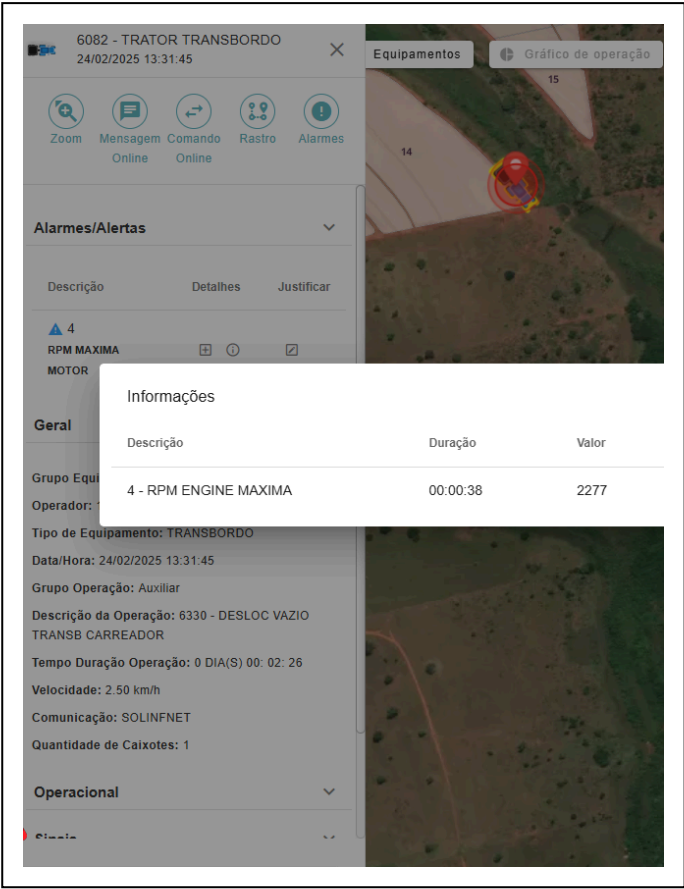 6082 - TRATOR TRANSBORDO
24/02/2025 13:31:45
Equipamentos
Gráfico de operação
Zoom
Mensagem Online
Comando Online
Rastro
Alarmes
15
14
Alarmes/Alertas
Descrição Detalhes Justificar
4
RPM MAXIMA
MOTOR
Informações
Descrição Duração Valor
4 - RPM ENGINE MAXIMA 00:00:38 2277
Geral
Grupo Equi
Operador:
Tipo de Equipamento: TRANSBORDO
Data/Hora: 24/02/2025 13:31:45
Grupo Operação: Auxiliar
Descrição da Operação: 6330 - DESLOC VAZIO
TRANSB CARREADOR
Tempo Duração Operação: 0 DIA(S) 00: 02: 26
Velocidade: 2.50 km/h
Comunicação: SOLINFNET
Quantidade de Caixotes: 1
Operacional
Sinais